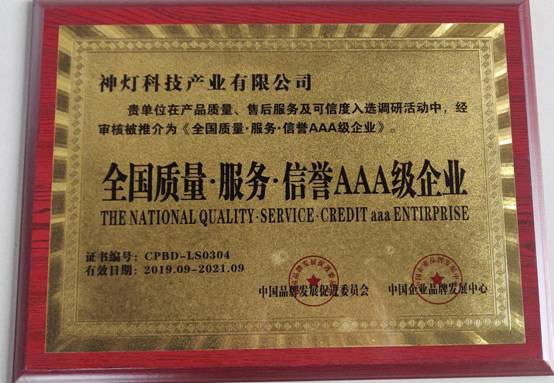 神灯科技产业有限公司
贵单位在产品质量、售后服务及可信度入选调研活动中，经
审核被推介为《全国质量·服务·信誉AAA级企业》。
全国质量·服务·信誉AAA级企业
THE NATIONAL QUALITY·SERVICE·CREDIT aaa ENTIRPRISE
证书编号：CPBD-LS0304
有效日期：2019.09-2021.09
中国品牌发展促进委员会 中国企业品牌发展中心